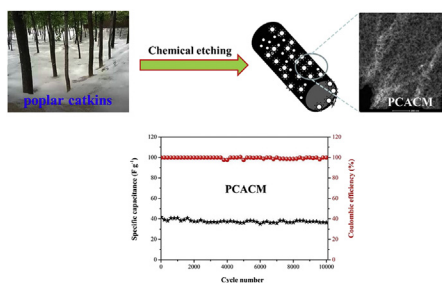 Chemical etching
poplar catkins
PCACM
120
100
80
60
40
20
0
Specific capacitance (F g⁻¹)
PCACM
120
100
80
60
40
20
0
Coulombic efficiency (%)
0 2000 4000 6000 8000 10000
Cycle number